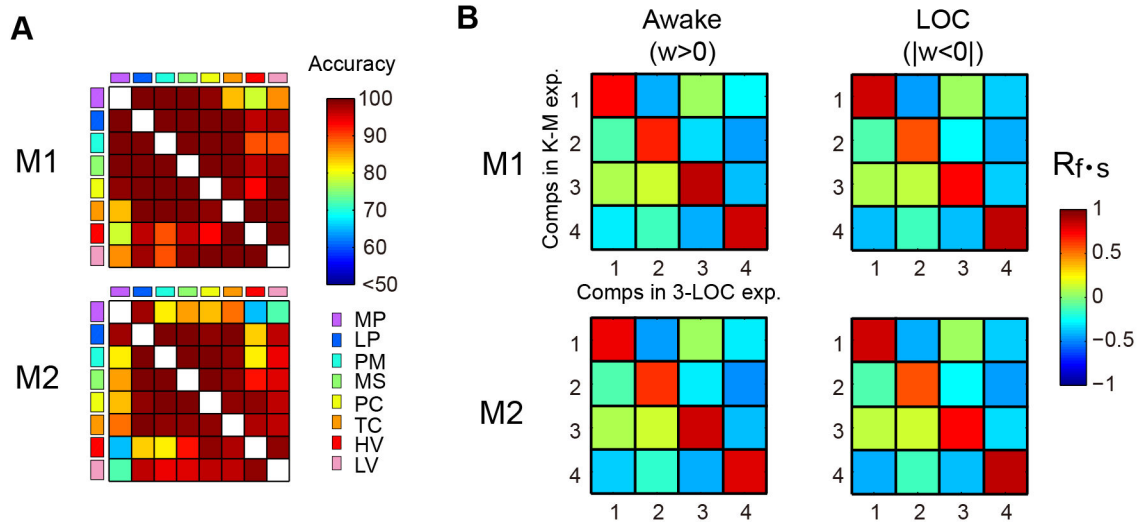 A
Accuracy
M1
100
90
80
70
60
<50
M2
MP
LP
PM
MS
PC
TC
HV
LV
B
Awake
(w>0)
LOC
(|w<0|)
M1
Comps in K-M exp.
1
2
3
4
1 2 3 4
1
2
3
4
1 2 3 4
Comps in 3-LOC exp.
M2
1
2
3
4
1 2 3 4
1
2
3
4
1 2 3 4
Rf•s
1
0.5
0
−0.5
−1